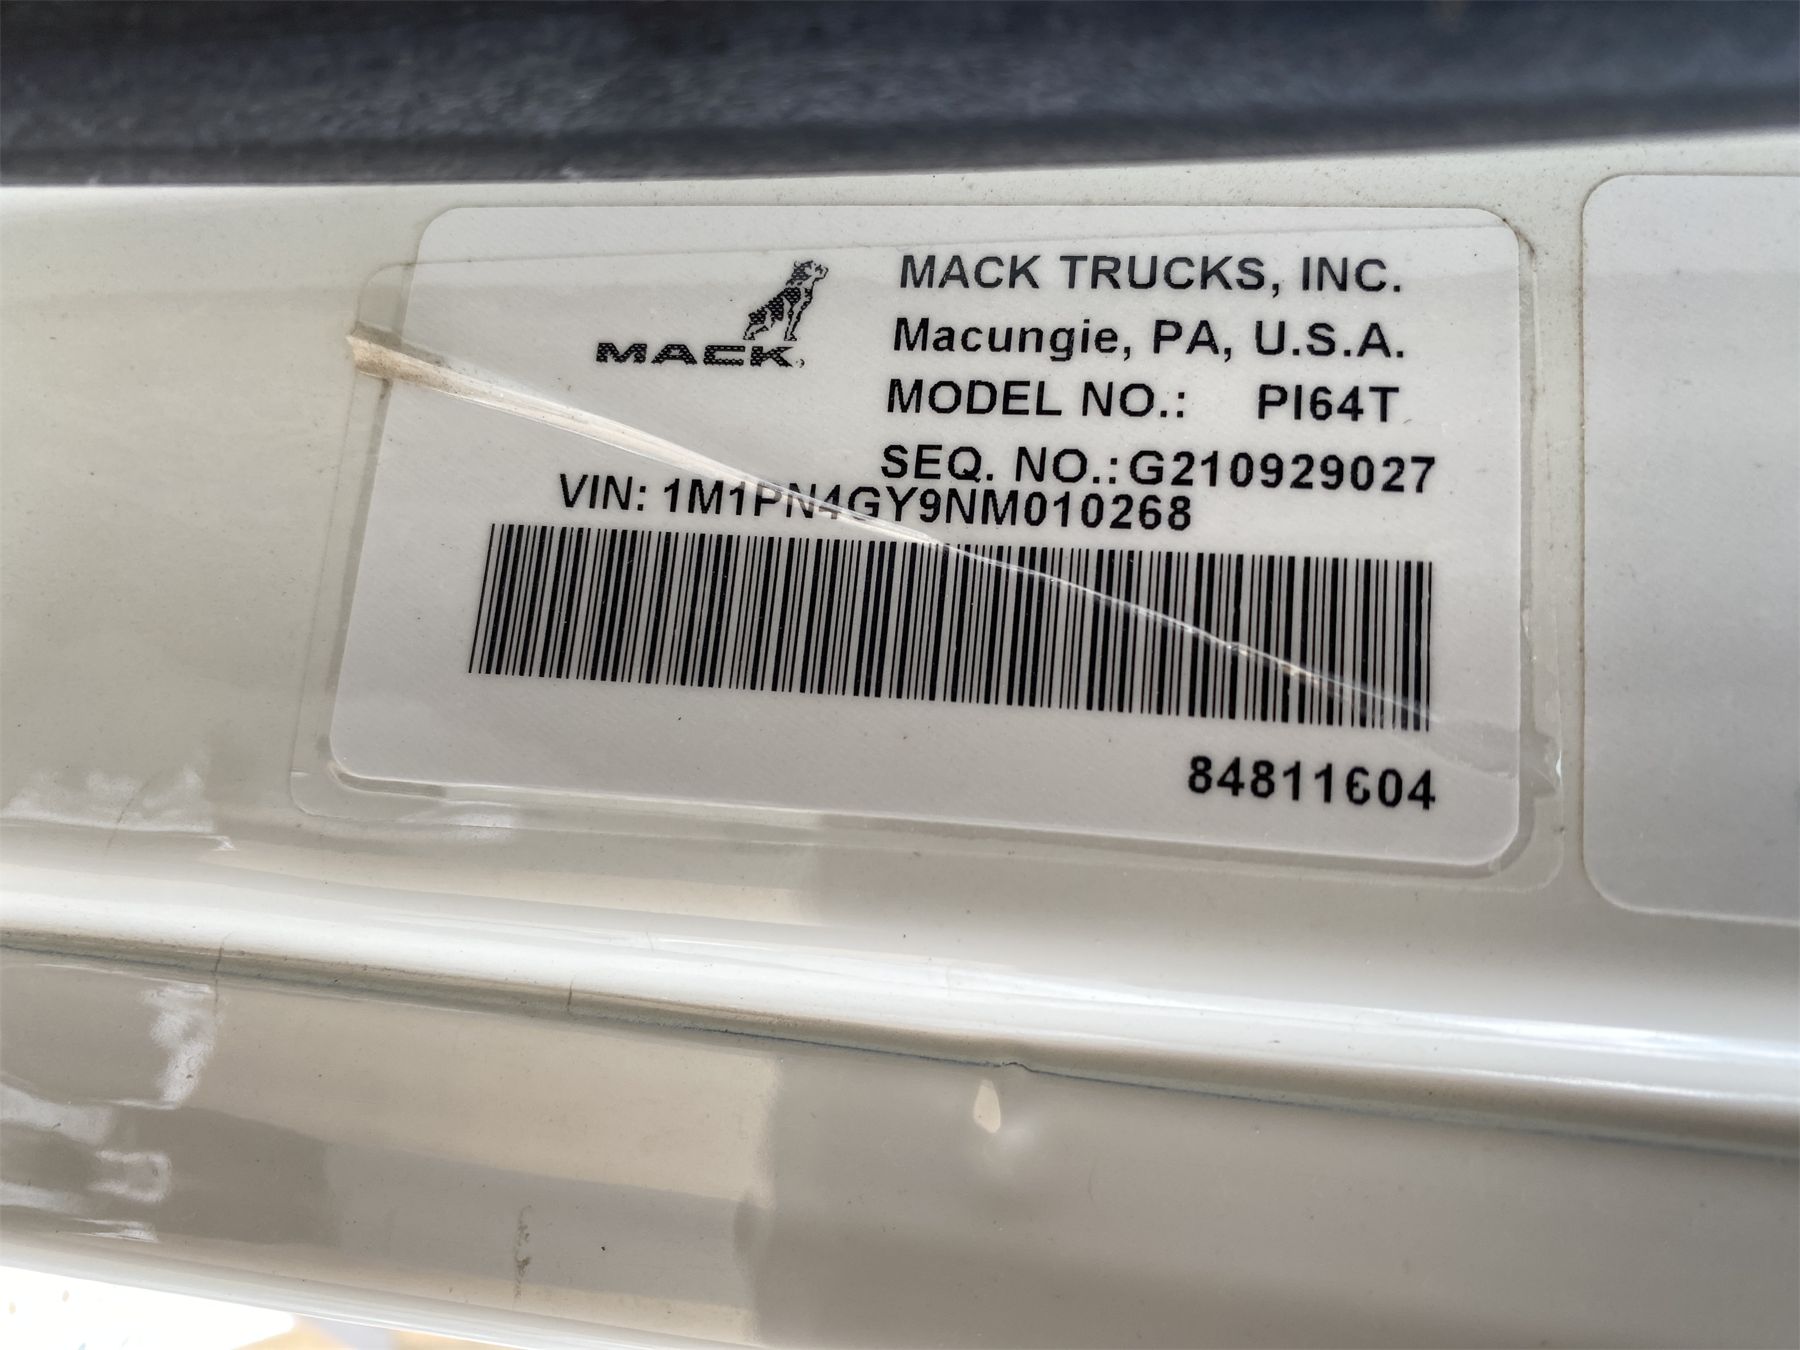 MACK
MACK TRUCKS, INC.
Macungie, PA, U.S.A.
MODEL NO.: PI64T
SEQ. NO.:G210929027
VIN: 1M1PN4GY9NM010268
84811604